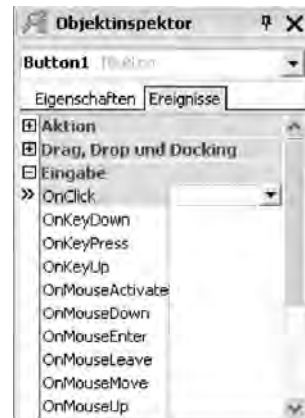 Objektinspektor
Button1 TButton
Eigenschaften Ereignisse
Aktion
Drag, Drop und Docking
Eingabe
OnClick
OnKeyDown
OnKeyPress
OnKeyUp
OnMouseActivate
OnMouseDown
OnMouseEnter
OnMouseLeave
OnMouseMove
OnMouseUp